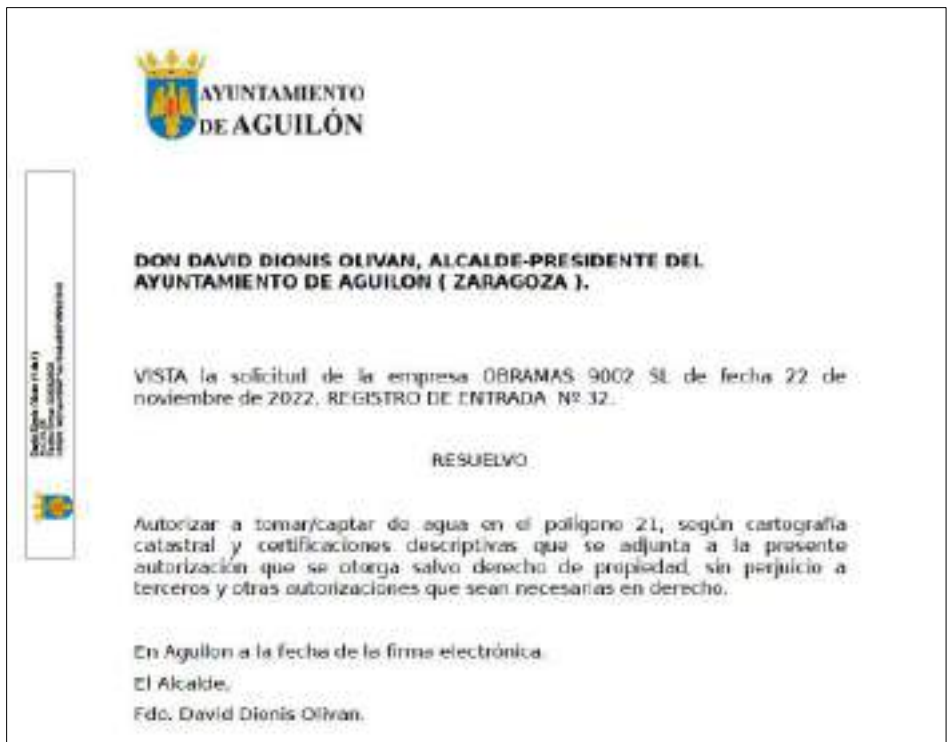 AYUNTAMIENTO
DE AGUILÓN
DON DAVID DIONIS OLIVAN, ALCALDE-PRESIDENTE DEL
AYUNTAMIENTO DE AGUILON ( ZARAGOZA ).
VISTA la solicitud de la empresa OBRAMAS 9002 SL de fecha 22 de
noviembre de 2022, REGISTRO DE ENTRADA Nº 32.
RESUELVO
Autorizar a tomar/captar de agua en el polígono 21, según cartografía
catastral y certificaciones descriptivas que se adjunta a la presente
autorización que se otorga salvo derecho de propiedad, sin perjuicio a
terceros y otras autorizaciones que sean necesarias en derecho.
En Aguilon a la fecha de la firma electrónica.
El Alcalde,
Fdo. David Dionis Olivan.